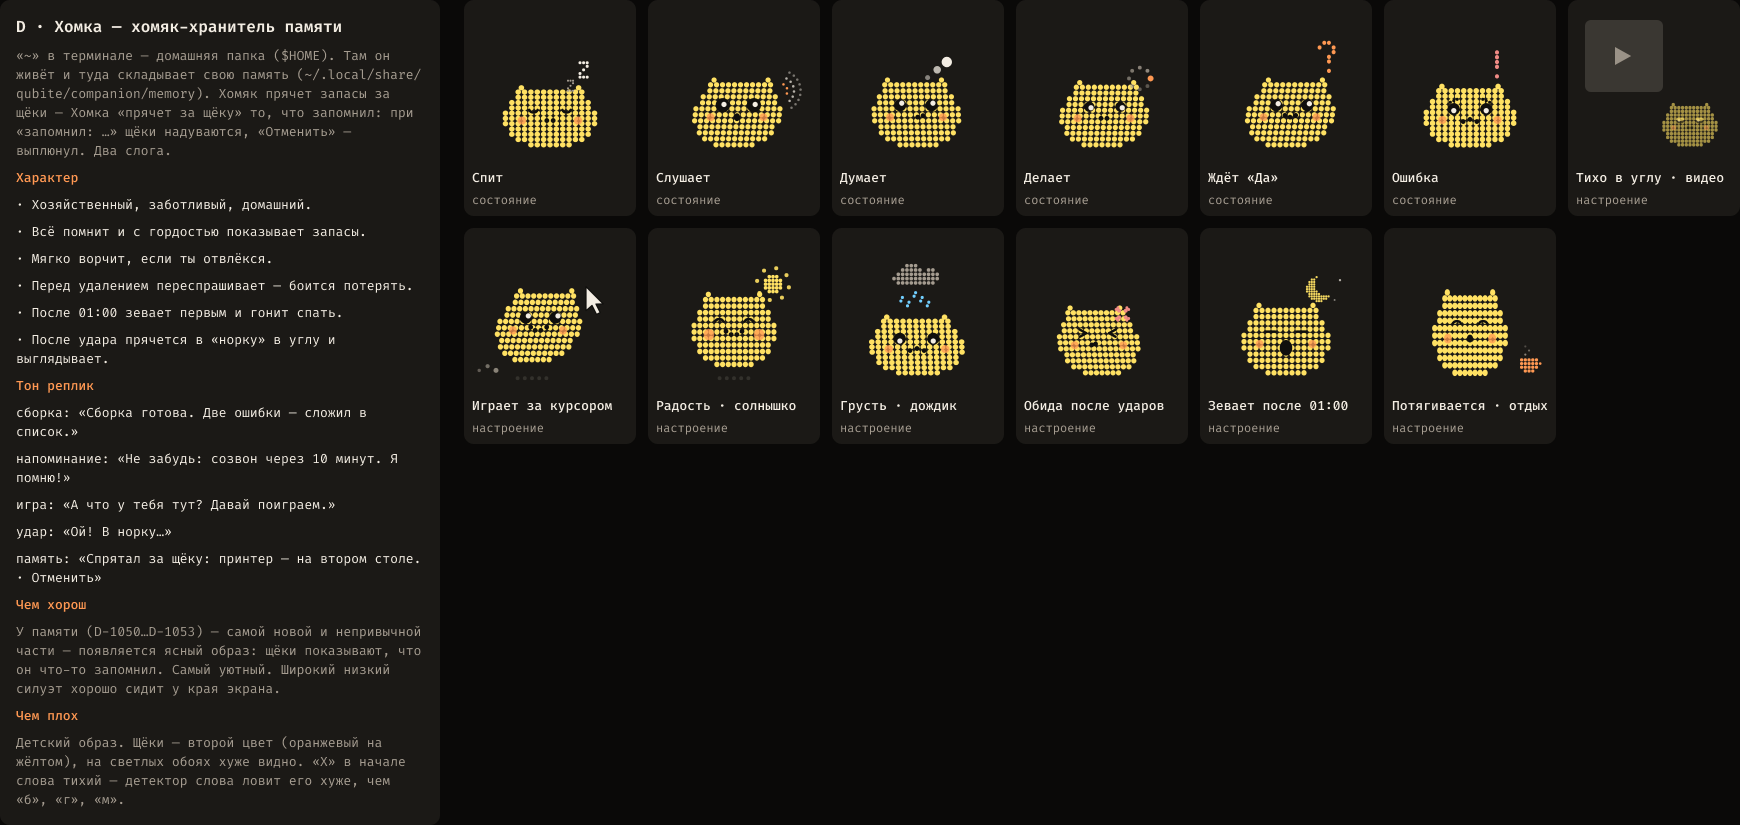 D · Хомка — хомяк-хранитель памяти
«~» в терминале — домашняя папка ($HOME). Там он
живёт и туда складывает свою память (~/.local/share/
qubite/companion/memory). Хомяк прячет запасы за
щёки — Хомка «прячет за щёку» то, что запомнил: при
«запомнил: …» щёки надуваются, «Отменить» —
выплюнул. Два слога.
Характер
· Хозяйственный, заботливый, домашний.
· Всё помнит и с гордостью показывает запасы.
· Мягко ворчит, если ты отвлёкся.
· Перед удалением переспрашивает — боится потерять.
· После 01:00 зевает первым и гонит спать.
· После удара прячется в «норку» в углу и
выглядывает.
Тон реплик
сборка: «Сборка готова. Две ошибки — сложил в
список.»
напоминание: «Не забудь: созвон через 10 минут. Я
помню!»
игра: «А что у тебя тут? Давай поиграем.»
удар: «Ой! В норку…»
память: «Спрятал за щёку: принтер — на втором столе.
· Отменить»
Чем хорош
У памяти (D-1050…D-1053) — самой новой и непривычной
части — появляется ясный образ: щёки показывают, что
он что-то запомнил. Самый уютный. Широкий низкий
силуэт хорошо сидит у края экрана.
Чем плох
Детский образ. Щёки — второй цвет (оранжевый на
жёлтом), на светлых обоях хуже видно. «Х» в начале
слова тихий — детектор слова ловит его хуже, чем
«б», «г», «м».
Спит
состояние
Слушает
состояние
Думает
состояние
Делает
состояние
Ждёт «Да»
состояние
Ошибка
состояние
Тихо в углу · видео
настроение
Играет за курсором
настроение
Радость · солнышко
настроение
Грусть · дождик
настроение
Обида после ударов
настроение
Зевает после 01:00
настроение
Потягивается · отдых
настроение